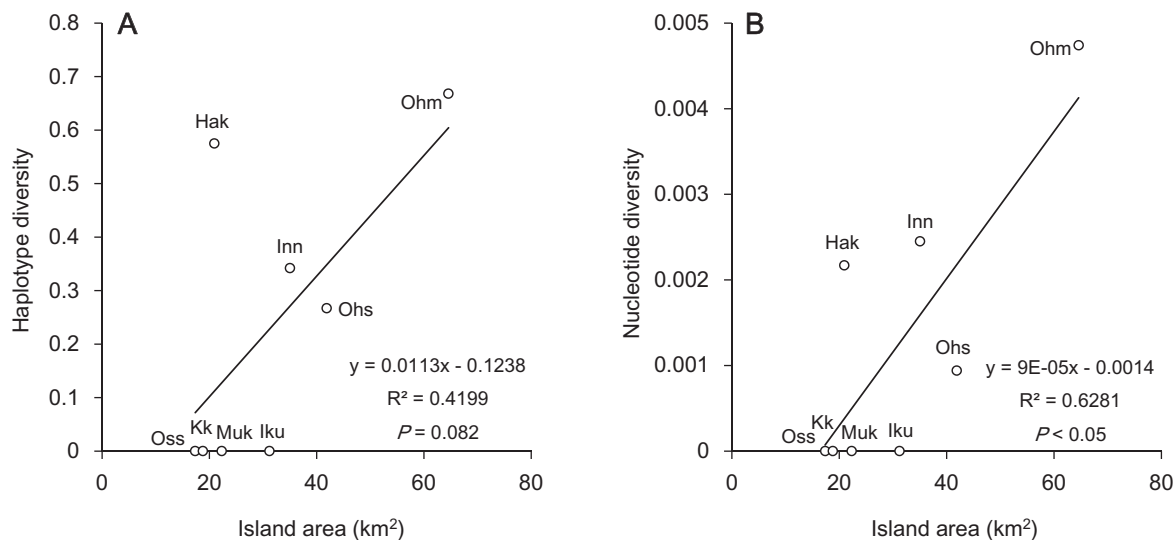 A
Haplotype diversity
0.8
0.7
0.6
0.5
0.4
0.3
0.2
0.1
0
Ohm
Hak
Inn
Ohs
y = 0.0113x - 0.1238
R² = 0.4199
P = 0.082
Oss Kk Muk Iku
0 20 40 60 80
Island area (km²)
B
Nucleotide diversity
0.005
0.004
0.003
0.002
0.001
0
Ohm
Hak
Inn
Ohs
y = 9E-05x - 0.0014
R² = 0.6281
P < 0.05
Oss Kk Muk Iku
0 20 40 60 80
Island area (km²)